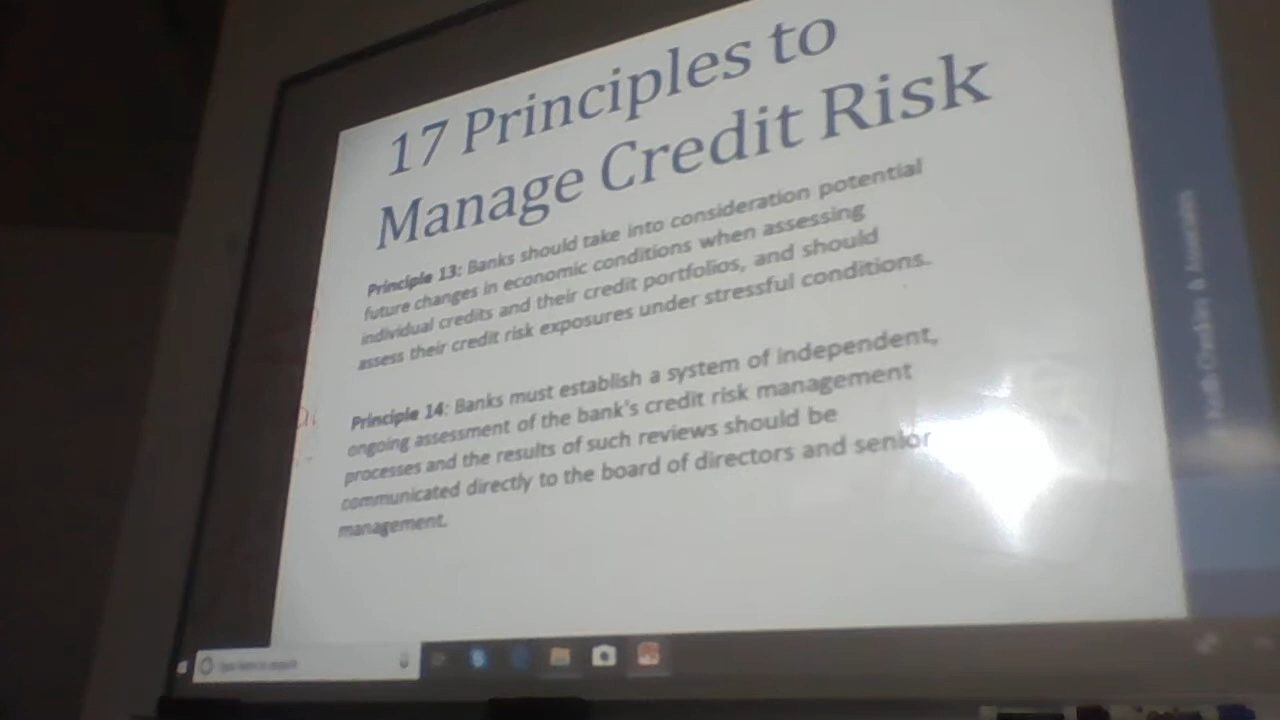 17 Principles to
Manage Credit Risk
Principle 13: Banks should take into consideration potential
future changes in economic conditions when assessing
individual credits and their credit portfolios, and should
assess their credit risk exposures under stressful conditions.
Principle 14: Banks must establish a system of independent,
ongoing assessment of the bank's credit risk management
processes and the results of such reviews should be
communicated directly to the board of directors and senior
management.